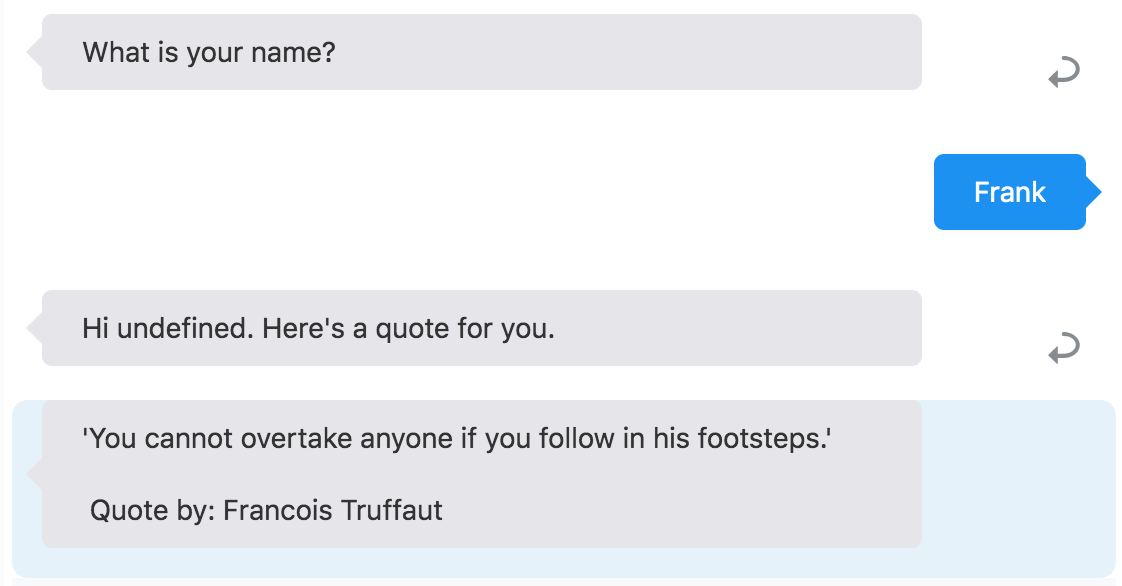 What is your name?
Frank
Hi undefined. Here's a quote for you.
'You cannot overtake anyone if you follow in his footsteps.'
Quote by: Francois Truffaut